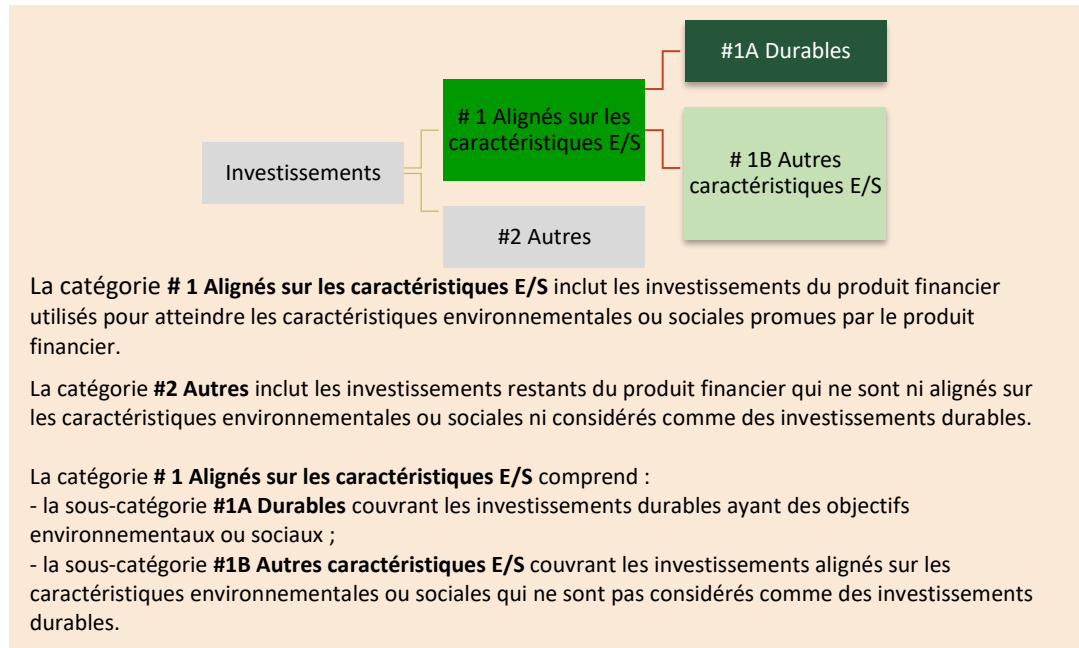 #1A Durables
# 1 Alignés sur les
caractéristiques E/S
# 1B Autres
caractéristiques E/S
Investissements
#2 Autres
La catégorie # 1 Alignés sur les caractéristiques E/S inclut les investissements du produit financier
utilisés pour atteindre les caractéristiques environnementales ou sociales promues par le produit
financier.
La catégorie #2 Autres inclut les investissements restants du produit financier qui ne sont ni alignés sur
les caractéristiques environnementales ou sociales ni considérés comme des investissements durables.
La catégorie # 1 Alignés sur les caractéristiques E/S comprend :
- la sous-catégorie #1A Durables couvrant les investissements durables ayant des objectifs
environnementaux ou sociaux ;
- la sous-catégorie #1B Autres caractéristiques E/S couvrant les investissements alignés sur les
caractéristiques environnementales ou sociales qui ne sont pas considérés comme des investissements
durables.